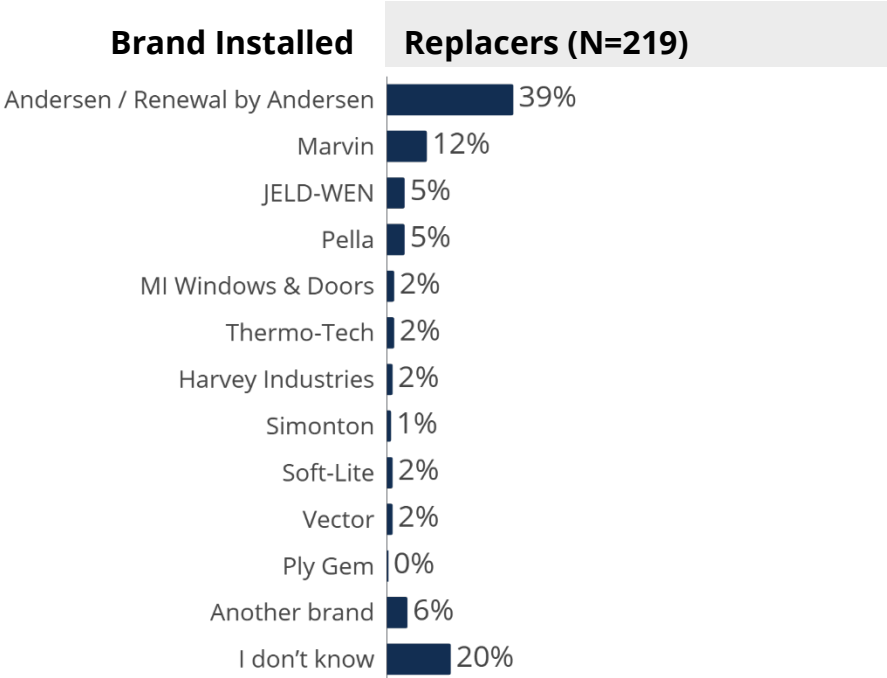 Brand Installed Replacers (N=219)
Andersen / Renewal by Andersen 39%
Marvin 12%
JELD-WEN 5%
Pella 5%
MI Windows & Doors 2%
Thermo-Tech 2%
Harvey Industries 2%
Simonton 1%
Soft-Lite 2%
Vector 2%
Ply Gem 0%
Another brand 6%
I don’t know 20%